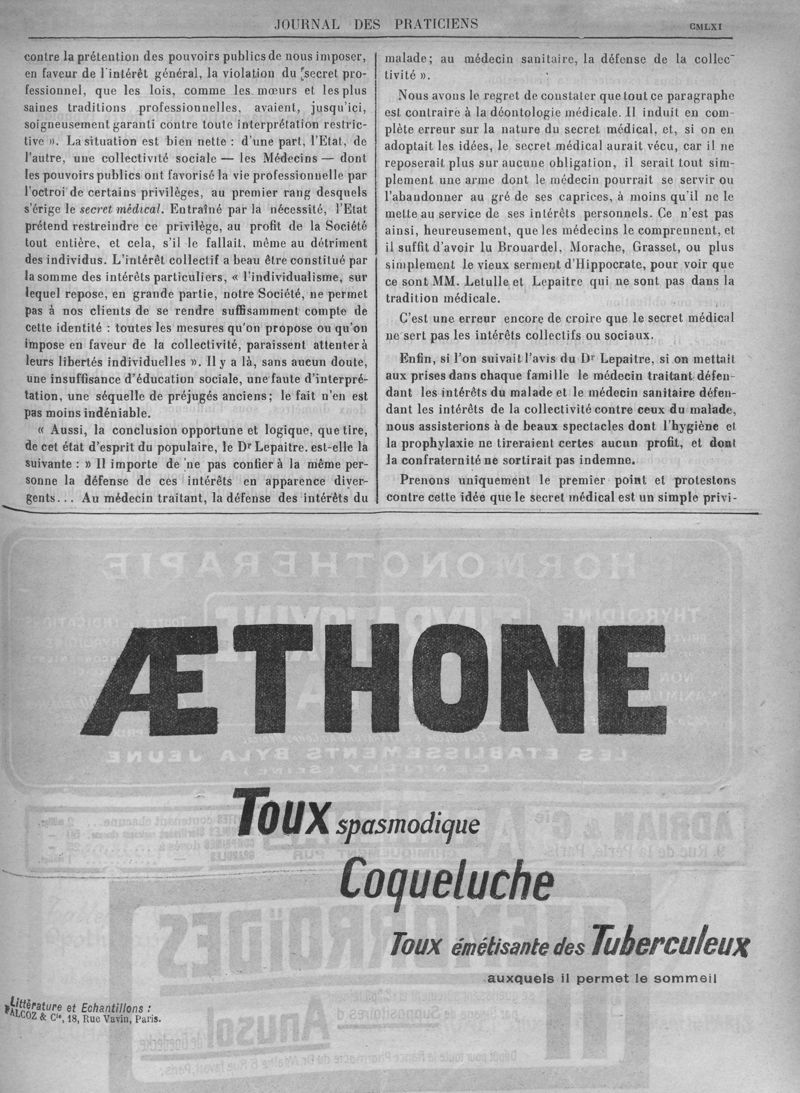 JOURNAL DES PRATICIENS
CMLXI
contre la prétention des pouvoirs publics de nous imposer,
en faveur de l'intérêt général, la violation du secret pro-
fessionnel, que les lois, comme les mœurs et les plus
saines traditions professionnelles, avaient, jusqu'ici,
soigneusement garanti contre toute interprétation restric-
tive ». La situation est bien nette : d'une part, l'Etat, de
l'autre, une collectivité sociale — les Médecins — dont
les pouvoirs publics ont favorisé la vie professionnelle par
l'octroi de certains privilèges, au premier rang desquels
s'érige le secret médical. Entraîné par la nécessité, l'Etat
prétend restreindre ce privilège, au profit de la Société
tout entière, et cela, s'il le fallait, même au détriment
des individus. L'intérêt collectif a beau être constitué par
la somme des intérêts particuliers, « l'individualisme, sur
lequel repose, en grande partie, notre Société, ne permet
pas à nos clients de se rendre suffisamment compte de
cette identité : toutes les mesures qu'on propose ou qu'on
impose en faveur de la collectivité, paraissent attenter à
leurs libertés individuelles ». Il y a là, sans aucun doute,
une insuffisance d'éducation sociale, une faute d'interpré-
tation, une séquelle de préjugés anciens ; le fait n'en est
pas moins indéniable.
« Aussi, la conclusion opportune et logique, que tire,
de cet état d'esprit du populaire, le Dr Lepaitre. est-elle la
suivante : » Il importe de ne pas confier à la même per-
sonne la défense de ces intérêts en apparence diver-
gents... Au médecin traitant, la défense des intérêts du
malade ; au médecin sanitaire, la défense de la collec-
tivité ».
Nous avons le regret de constater que tout ce paragraphe
est contraire à la déontologie médicale. Il induit en com-
plète erreur sur la nature du secret médical, et, si on en
adoptait les idées, le secret médical aurait vécu, car il ne
reposerait plus sur aucune obligation, il serait tout sim-
plement une arme dont le médecin pourrait se servir ou
l'abandonner au gré de ses caprices, à moins qu'il ne le
mette au service de ses intérêts personnels. Ce n'est pas
ainsi, heureusement, que les médecins le comprennent, et
il suffit d'avoir lu Brouardel, Morache, Grasset, ou plus
simplement le vieux serment d'Hippocrate, pour voir que
ce sont MM. Letulle et Lepaitre qui ne sont pas dans la
tradition médicale.
C'est une erreur encore de croire que le secret médical
ne sert pas les intérêts collectifs ou sociaux.
Enfin, si l'on suivait l'avis du Dr Lepaitre, si on mettait
aux prises dans chaque famille le médecin traitant défen-
dant les intérêts du malade et le médecin sanitaire défen-
dant les intérêts de la collectivité contre ceux du malade,
nous assisterions à de beaux spectacles dont l'hygiène et
la prophylaxie ne tireraient certes aucun profit, et dont
la confraternité ne sortirait pas indemne.
Prenons uniquement le premier point et protestons
contre cette idée que le secret médical est un simple privi-
ÆTHONE
Toux spasmodique
Coqueluche
Toux émétisante des Tuberculeux
auxquels il permet le sommeil
Littérature et Echantillons :
FALCOZ & Cie, 18, Rue Vavin, Paris.